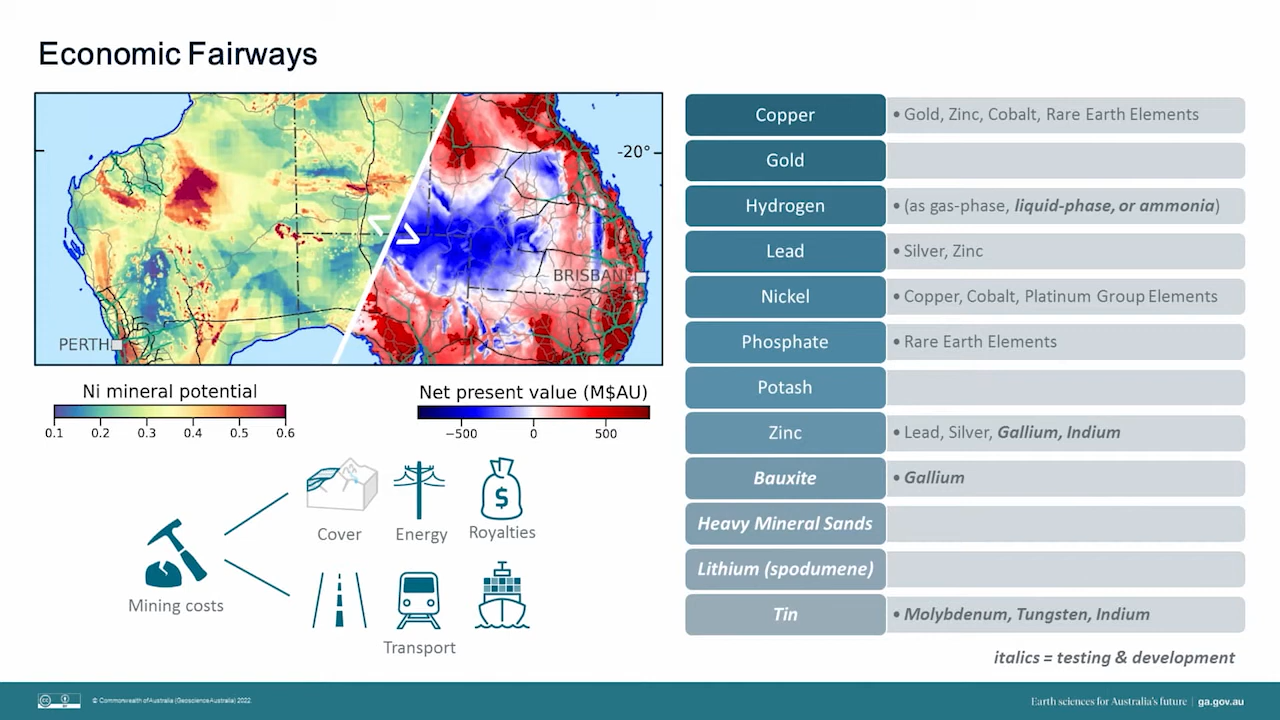 Economic Fairways
-20°
BRISBANE
PERTH
Ni mineral potential
0.1 0.2 0.3 0.4 0.5 0.6
Net present value (M$AU)
−500 0 500
Cover
Energy
Royalties
Mining costs
Transport
Copper
• Gold, Zinc, Cobalt, Rare Earth Elements
Gold
Hydrogen
• (as gas-phase, liquid-phase, or ammonia)
Lead
• Silver, Zinc
Nickel
• Copper, Cobalt, Platinum Group Elements
Phosphate
• Rare Earth Elements
Potash
Zinc
• Lead, Silver, Gallium, Indium
Bauxite
• Gallium
Heavy Mineral Sands
Lithium (spodumene)
Tin
• Molybdenum, Tungsten, Indium
italics = testing & development
© Commonwealth of Australia (Geoscience Australia) 2022
Earth sciences for Australia's future | ga.gov.au